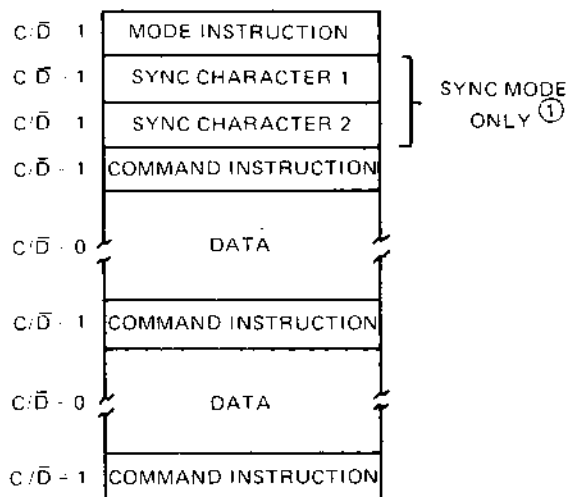 C/D̅ 1 MODE INSTRUCTION
C D̅ - 1 SYNC CHARACTER 1
C/D̅ 1 SYNC CHARACTER 2
SYNC MODE
ONLY ①
C/D̅ - 1 COMMAND INSTRUCTION
C/D̅ - 0 DATA
C/D̅ - 1 COMMAND INSTRUCTION
C/D̅ - 0 DATA
C/D̅ = 1 COMMAND INSTRUCTION